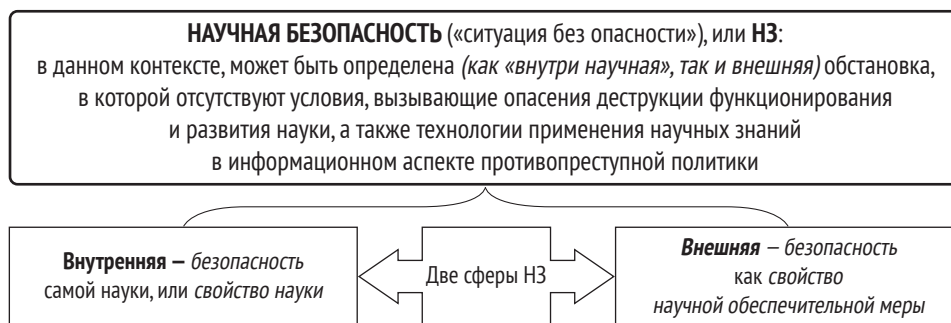 НАУЧНАЯ БЕЗОПАСНОСТЬ («ситуация без опасности»), или НЗ:
в данном контексте, может быть определена (как «внутри научная», так и внешняя) обстановка,
в которой отсутствуют условия, вызывающие опасения деструкции функционирования
и развития науки, а также технологии применения научных знаний
в информационном аспекте противопреступной политики
Внутренняя – безопасность
самой науки, или свойство науки
Две сферы НЗ
Внешняя – безопасность
как свойство
научной обеспечительной меры